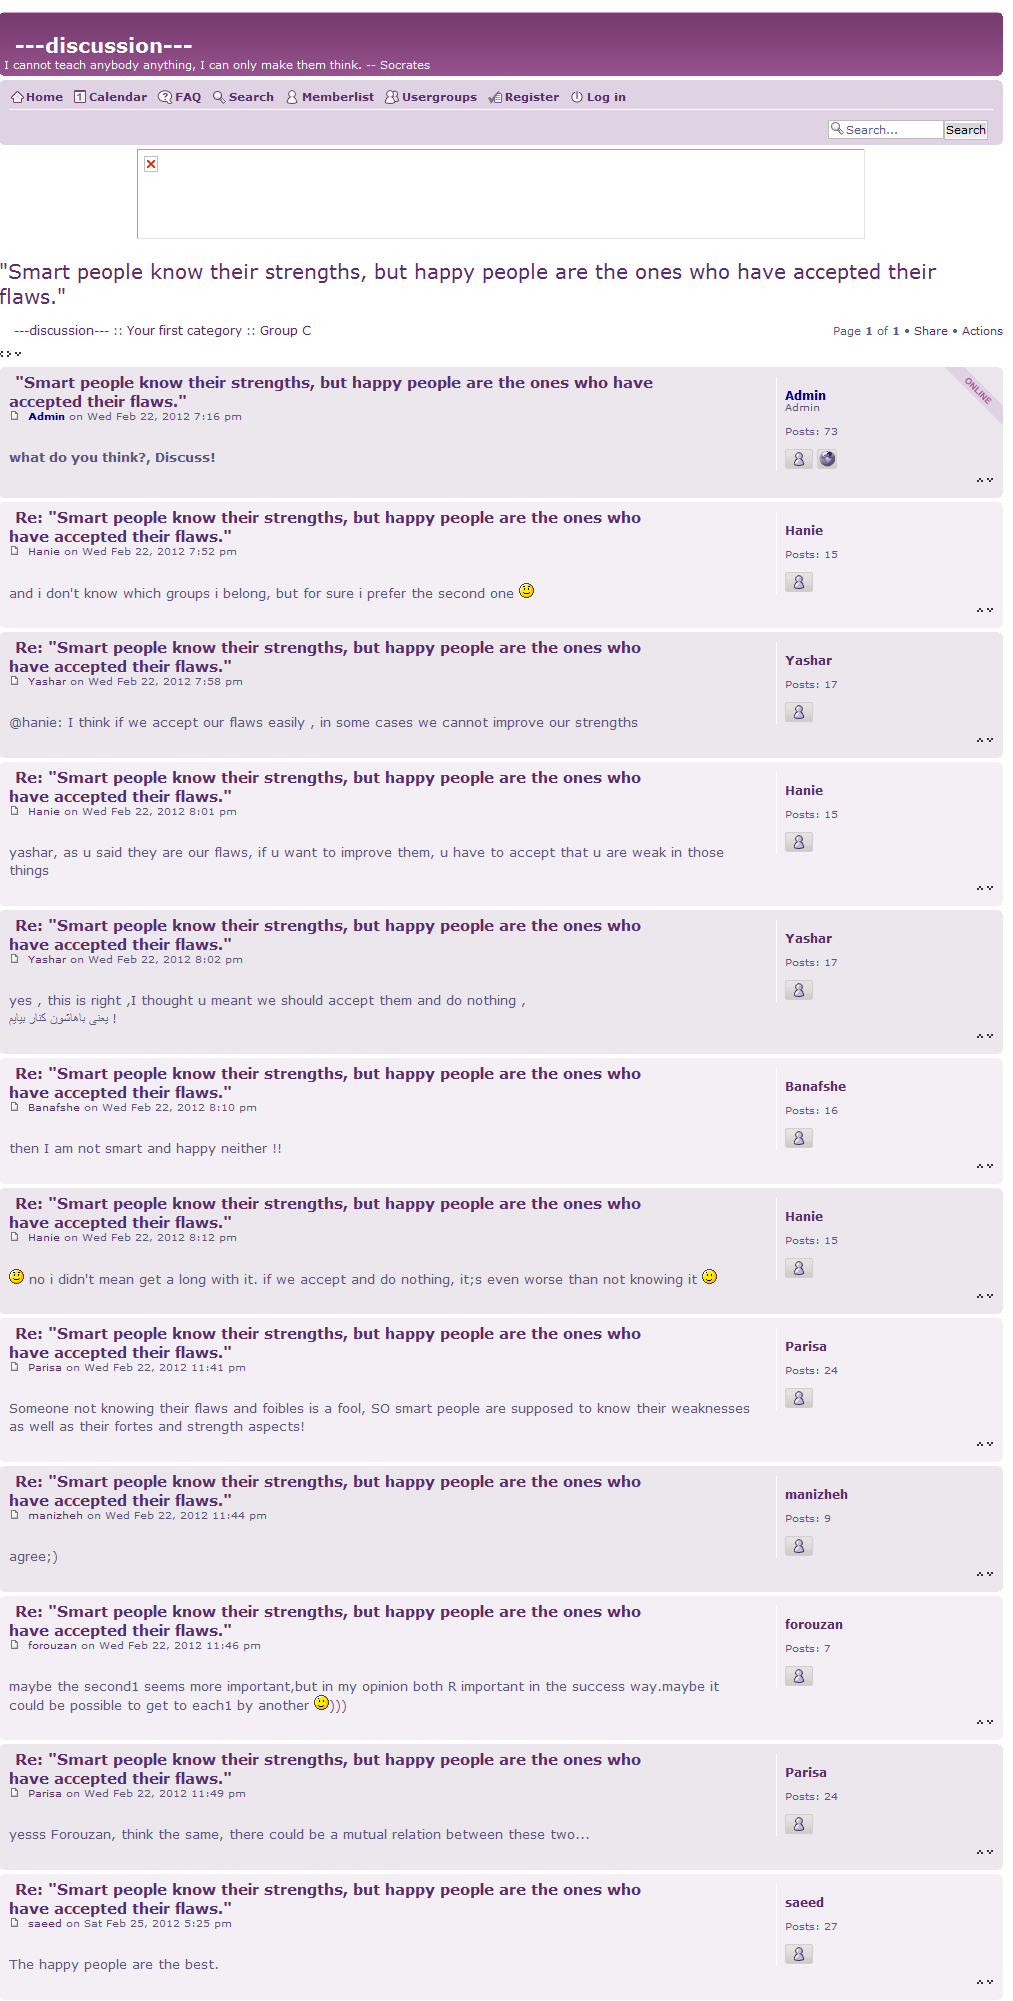 ---discussion---
I cannot teach anybody anything, I can only make them think. -- Socrates
Home Calendar FAQ Search Memberlist Usergroups Register Log in
Search... Search
"Smart people know their strengths, but happy people are the ones who have accepted their
flaws."
---discussion--- :: Your first category :: Group C
Page 1 of 1 • Share • Actions
"Smart people know their strengths, but happy people are the ones who have
accepted their flaws."
Admin on Wed Feb 22, 2012 7:16 pm
what do you think?, Discuss!
Admin
Admin
Posts: 73
ONLINE
Re: "Smart people know their strengths, but happy people are the ones who
have accepted their flaws."
Hanie on Wed Feb 22, 2012 7:52 pm
and i don't know which groups i belong, but for sure i prefer the second one
Hanie
Posts: 15
Re: "Smart people know their strengths, but happy people are the ones who
have accepted their flaws."
Yashar on Wed Feb 22, 2012 7:58 pm
@hanie: I think if we accept our flaws easily , in some cases we cannot improve our strengths
Yashar
Posts: 17
Re: "Smart people know their strengths, but happy people are the ones who
have accepted their flaws."
Hanie on Wed Feb 22, 2012 8:01 pm
yashar, as u said they are our flaws, if u want to improve them, u have to accept that u are weak in those
things
Hanie
Posts: 15
Re: "Smart people know their strengths, but happy people are the ones who
have accepted their flaws."
Yashar on Wed Feb 22, 2012 8:02 pm
yes , this is right ,I thought u meant we should accept them and do nothing ,
یعنی باهاشون کنار بیایم !
Yashar
Posts: 17
Re: "Smart people know their strengths, but happy people are the ones who
have accepted their flaws."
Banafshe on Wed Feb 22, 2012 8:10 pm
then I am not smart and happy neither !!
Banafshe
Posts: 16
Re: "Smart people know their strengths, but happy people are the ones who
have accepted their flaws."
Hanie on Wed Feb 22, 2012 8:12 pm
no i didn't mean get a long with it. if we accept and do nothing, it;s even worse than not knowing it
Hanie
Posts: 15
Re: "Smart people know their strengths, but happy people are the ones who
have accepted their flaws."
Parisa on Wed Feb 22, 2012 11:41 pm
Someone not knowing their flaws and foibles is a fool, SO smart people are supposed to know their weaknesses
as well as their fortes and strength aspects!
Parisa
Posts: 24
Re: "Smart people know their strengths, but happy people are the ones who
have accepted their flaws."
manizheh on Wed Feb 22, 2012 11:44 pm
agree;)
manizheh
Posts: 9
Re: "Smart people know their strengths, but happy people are the ones who
have accepted their flaws."
forouzan on Wed Feb 22, 2012 11:46 pm
maybe the second1 seems more important,but in my opinion both R important in the success way.maybe it
could be possible to get to each1 by another )))
forouzan
Posts: 7
Re: "Smart people know their strengths, but happy people are the ones who
have accepted their flaws."
Parisa on Wed Feb 22, 2012 11:49 pm
yesss Forouzan, think the same, there could be a mutual relation between these two...
Parisa
Posts: 24
Re: "Smart people know their strengths, but happy people are the ones who
have accepted their flaws."
saeed on Sat Feb 25, 2012 5:25 pm
The happy people are the best.
saeed
Posts: 27